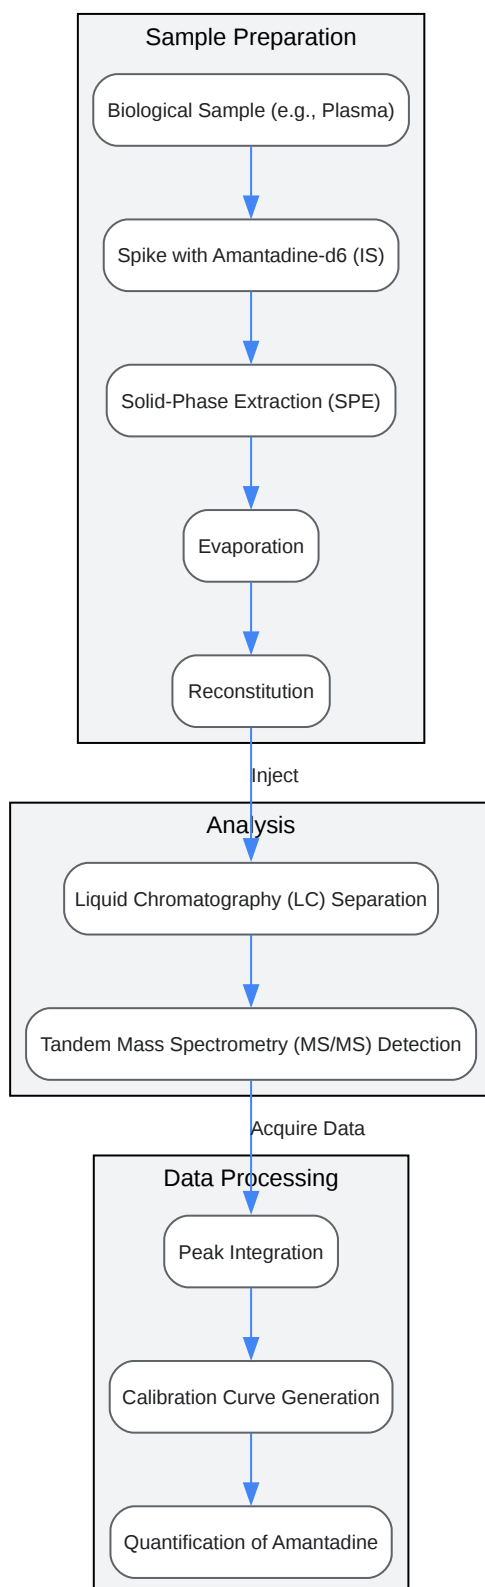 Sample Preparation
Biological Sample (e.g., Plasma)
Spike with Amantadine-d6 (IS)
Solid-Phase Extraction (SPE)
Evaporation
Reconstitution
Inject
Analysis
Liquid Chromatography (LC) Separation
Tandem Mass Spectrometry (MS/MS) Detection
Acquire Data
Data Processing
Peak Integration
Calibration Curve Generation
Quantification of Amantadine